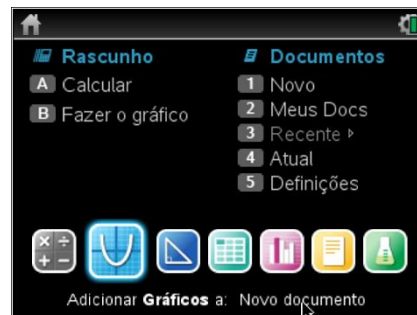 Rascunho
A Calcular
B Fazer o gráfico
Documentos
1 Novo
2 Meus Docs
3 Recente ▸
4 Atual
5 Definições
Adicionar Gráficos a: Novo documento